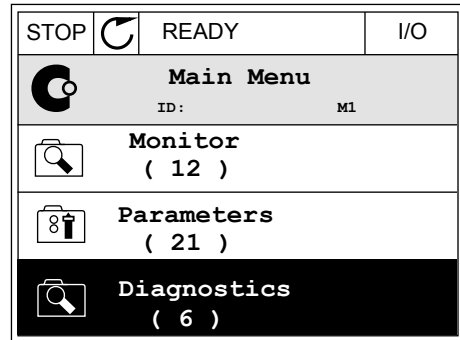 STOP READY I/O
Main Menu
ID: M1
Monitor
( 12 )
Parameters
( 21 )
Diagnostics
( 6 )